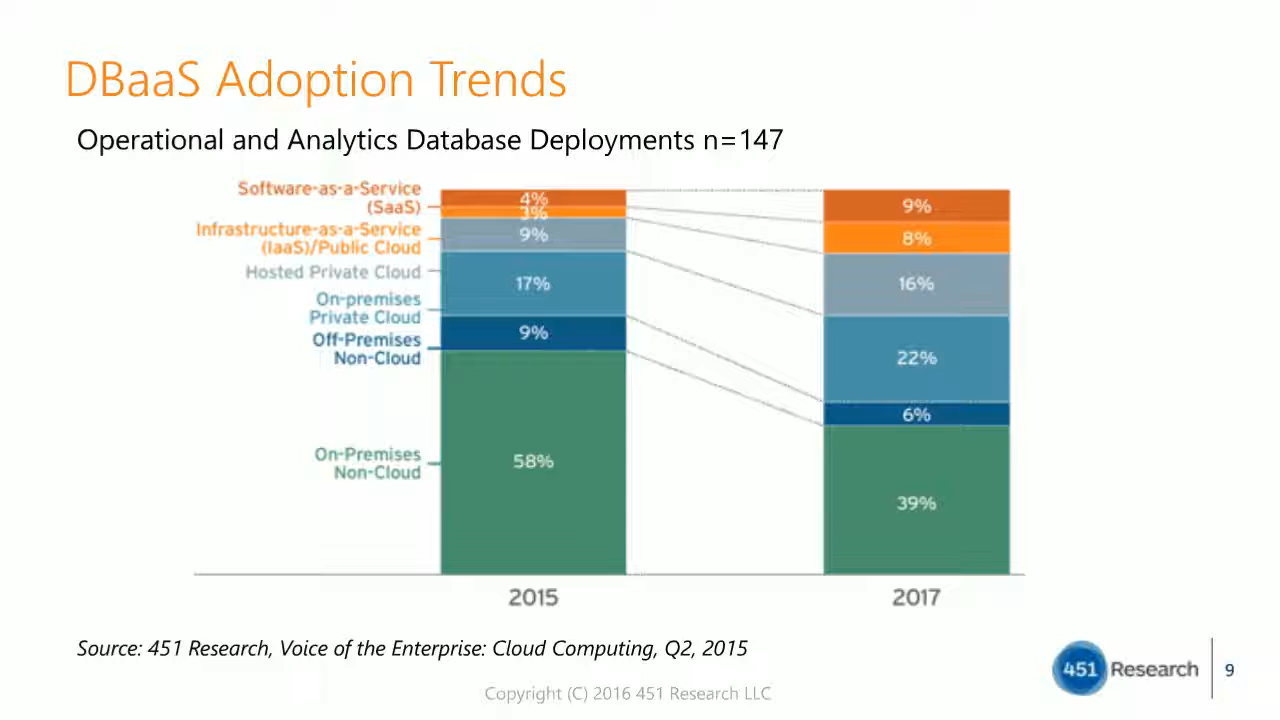 DBaaS Adoption Trends
Operational and Analytics Database Deployments n=147
Software-as-a-Service
(SaaS)
Infrastructure-as-a-Service
(IaaS)/Public Cloud
Hosted Private Cloud
On-premises
Private Cloud
Off-Premises
Non-Cloud
On-Premises
Non-Cloud
4%
3%
9%
17%
9%
58%
9%
8%
16%
22%
6%
39%
2015
2017
Source: 451 Research, Voice of the Enterprise: Cloud Computing, Q2, 2015
451 Research
9
Copyright (C) 2016 451 Research LLC